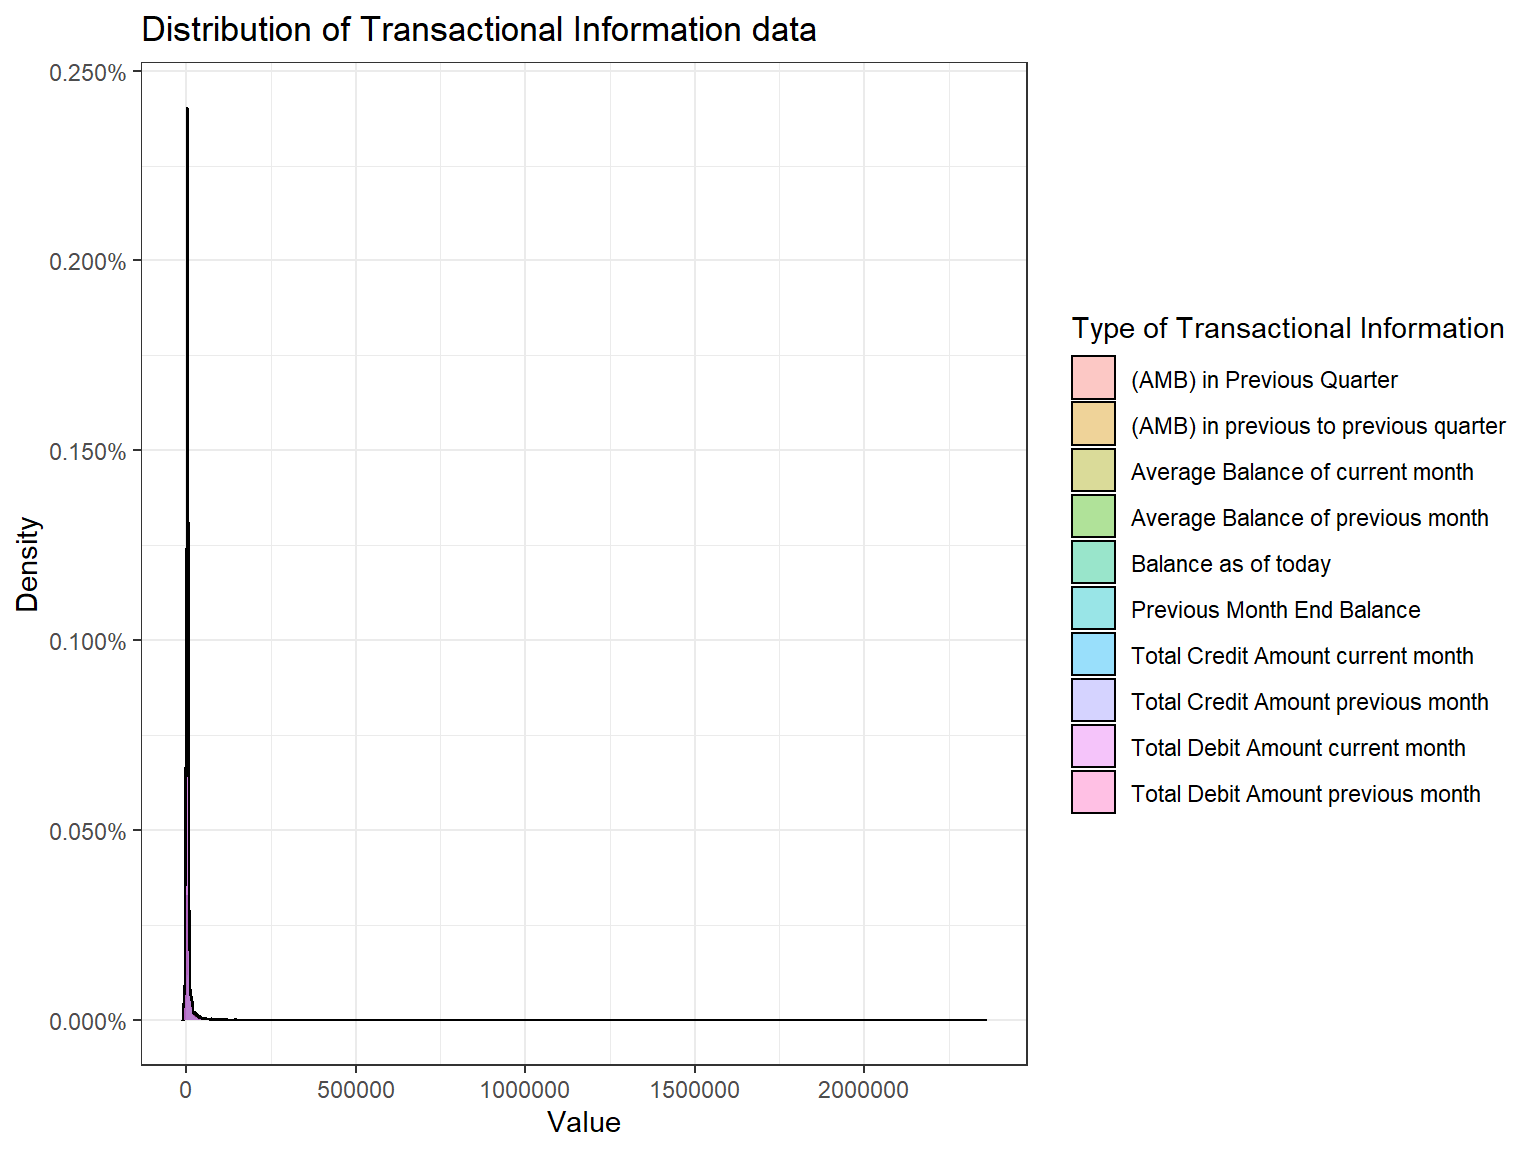 Distribution of Transactional Information data
0.250%
0.200%
0.150%
0.100%
0.050%
0.000%
Density
0 500000 1000000 1500000 2000000
Value
Type of Transactional Information
(AMB) in Previous Quarter
(AMB) in previous to previous quarter
Average Balance of current month
Average Balance of previous month
Balance as of today
Previous Month End Balance
Total Credit Amount current month
Total Credit Amount previous month
Total Debit Amount current month
Total Debit Amount previous month